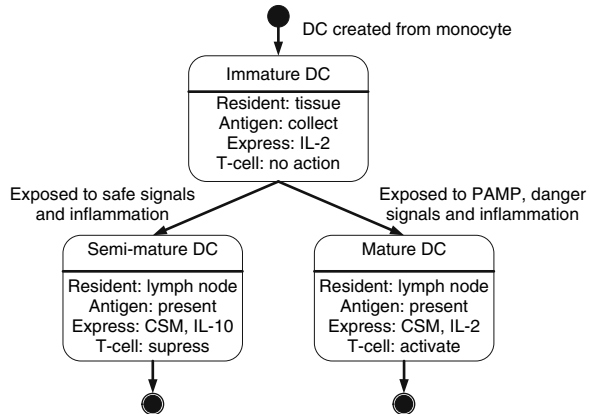 DC created from monocyte
Immature DC
Resident: tissue
Antigen: collect
Express: IL-2
T-cell: no action
Exposed to safe signals
and inflammation
Exposed to PAMP, danger
signals and inflammation
Semi-mature DC
Resident: lymph node
Antigen: present
Express: CSM, IL-10
T-cell: supress
Mature DC
Resident: lymph node
Antigen: present
Express: CSM, IL-2
T-cell: activate